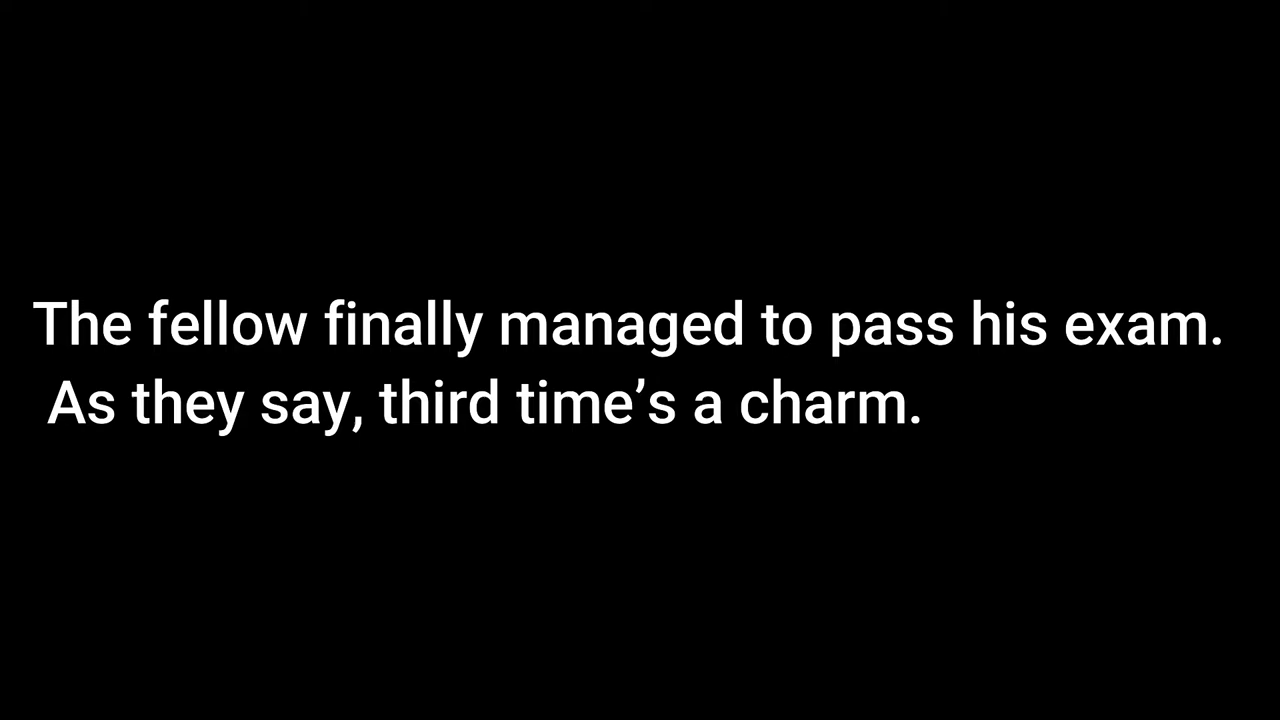 The fellow finally managed to pass his exam.
As they say, third time’s a charm.